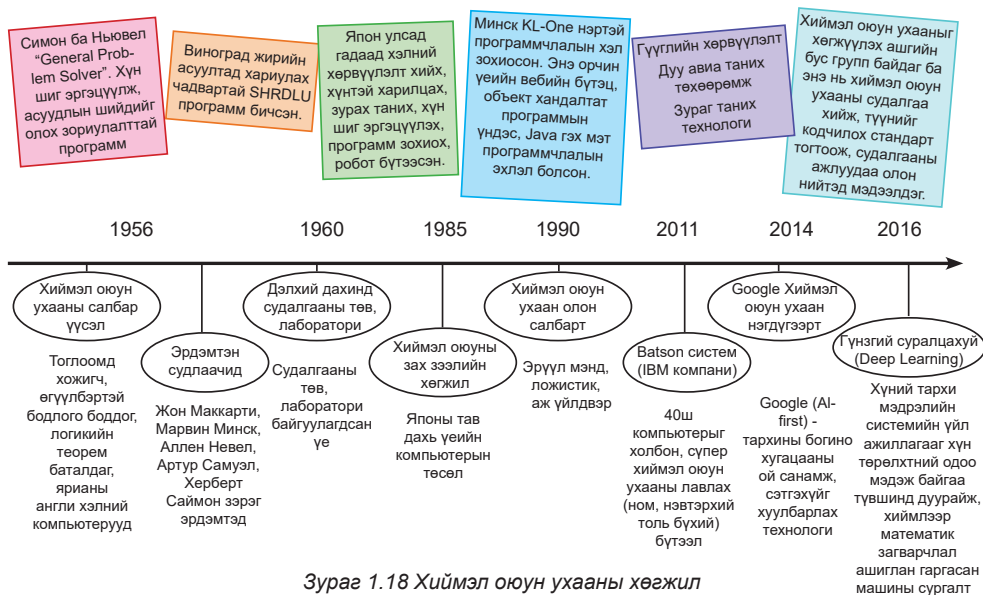 Симон ба Ньювел
“General Prob-
lem Solver”. Хүн
шиг эргэцүүлж,
асуудлын шийдийг
олох зориулалттай
программ
Виноград жирийн
асуултад хариулах
чадвартай SHRDLU
программ бичсэн.
Япон улсад
гадаад хэлний
хөрвүүлэлт хийх,
хүнтэй харилцах,
зураг таних, хүн
шиг эргэцүүлэх,
программ зохиох,
робот бүтээсэн.
Минск KL-One нэртэй
программчлалын хэл
зохиосон. Энэ орчин
үеийн вебийн бүтэц,
объект хандалтат
программын
үндэс, Java гэх мэт
программчлалын
эхлэл болсон.
Гүүглийн хөрвүүлэлт
Дуу авиа таних
төхөөрөмж
Зураг таних
технологи
Хиймэл оюун ухааныг
хөгжүүлэх ашгийн
бус групп байдаг ба
энэ нь хиймэл оюун
ухааны судалгаа
хийж, түүнийг
кодчилох стандарт
тогтоож, судалгааны
ажлуудаа олон
нийтэд мэдээлдэг.
1956
1960
1985
1990
2011
2014
2016
Хиймэл оюун
ухааны салбар
үүсэл
Тоглоомд
хожигч,
өгүүлбэртэй
бодлого боддог,
логикийн
теорем
баталдаг,
ярианы
англи хэлний
компьютерууд
Эрдэмтэн
судлаачид
Жон Маккарти,
Марвин Минск,
Аллен Невел,
Артур Самуэл,
Херберт
Саймон зэрэг
эрдэмтэд
Дэлхий дахинд
судалгааны төв,
лаборатори
Судалгааны
төв,
лаборатори
байгуулагдсан
үе
Хиймэл оюуны
зах зээлийн
хөгжил
Японы тав
дахь үеийн
компьютерын
төсөл
Хиймэл оюун
ухаан олон
салбарт
Эрүүл мэнд,
ложистик,
аж үйлдвэр
Batson систем
(IBM компани)
40ш
компьютерыг
холбон, сүпер
хиймэл оюун
ухааны лавлах
(ном, нэвтэрхий
толь бүхий)
бүтээл
Google Хиймэл
оюун ухаан
нэгдүгээрт
Google (AI-
first) -
тархины богино
хугацааны
ой санамж,
сэтгэхүйг
хуулбарлах
технологи
Гүнзгий суралцахуй
(Deep Learning)
Хүний тархи
мэдрэлийн
системийн үйл
ажиллагааг хүн
төрөлхтний одоо
мэдэж байгаа
түвшинд дуурайж,
хиймлээр
математик
загварчлал
ашиглан гаргасан
машины сургалт
Зураг 1.18 Хиймэл оюун ухааны хөгжил